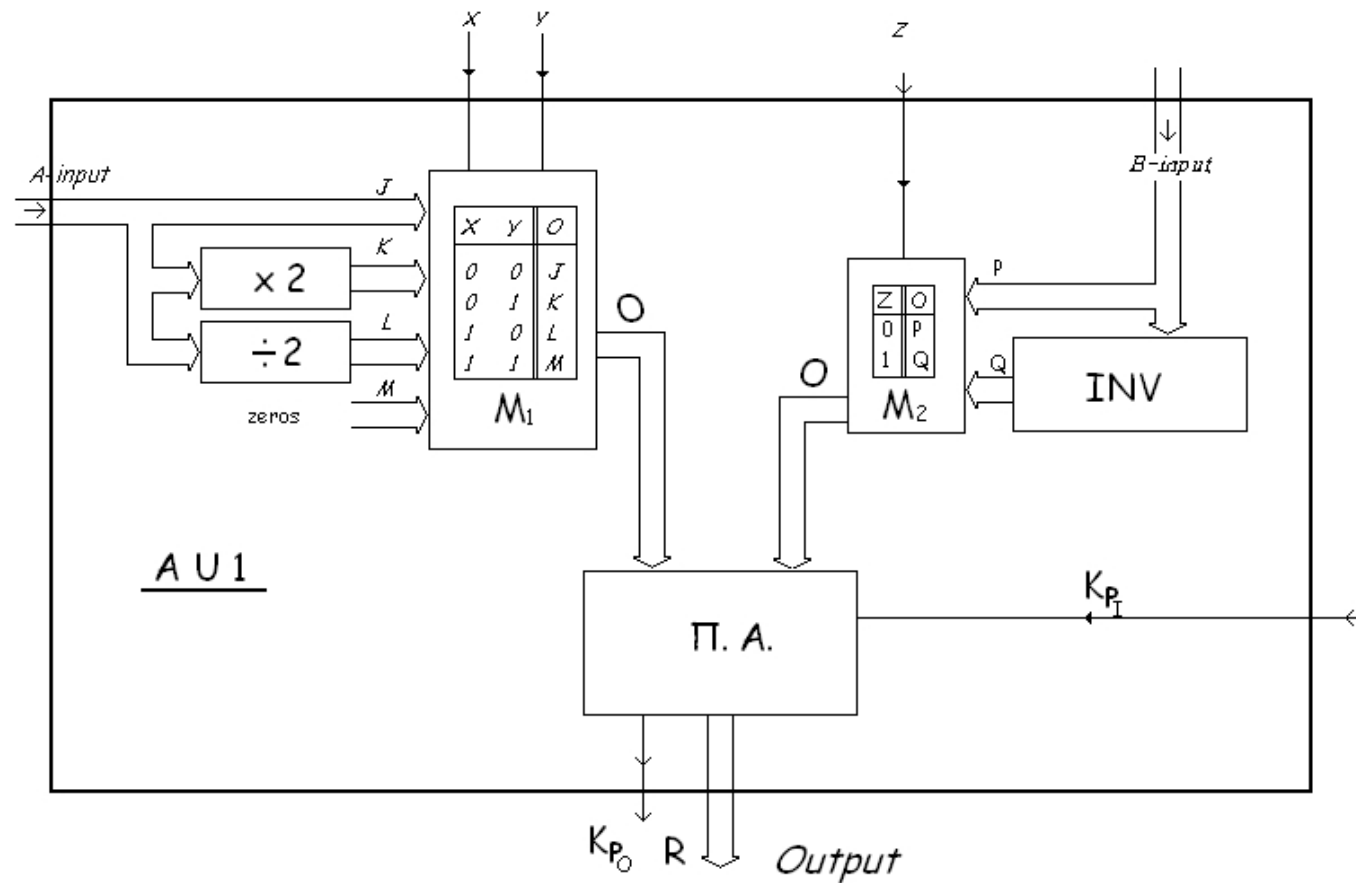 X Y
Z
A-input
B-input
J
X Y O
0 0 J
0 1 K
1 0 L
1 1 M
M1
K
x 2
L
÷2
M
zeros
O
P
Z O
0 P
1 Q
M2
Q
INV
O
A U 1
П. А.
KPI
KPO R Output